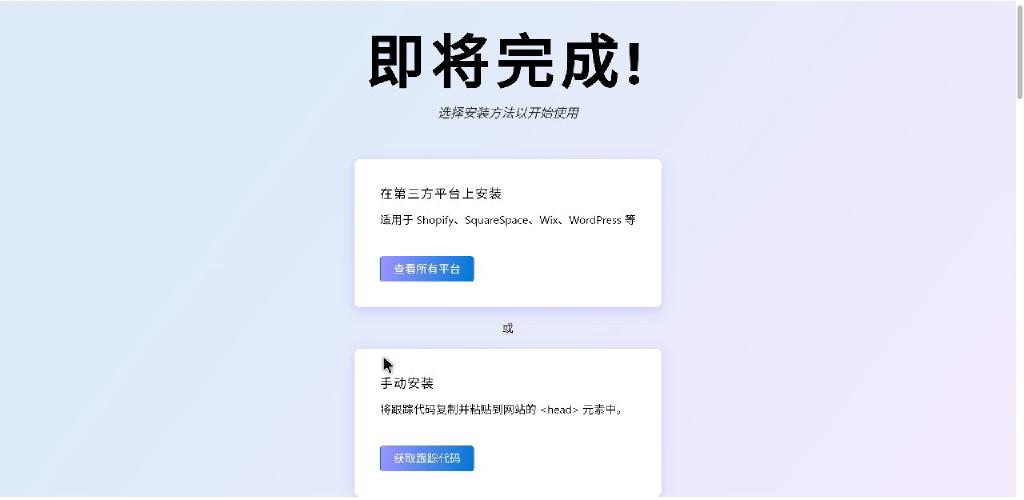 即将完成!
选择安装方法以开始使用
在第三方平台上安装
适用于 Shopify、SquareSpace、Wix、WordPress 等
查看所有平台
或
手动安装
将跟踪代码复制并粘贴到网站的 <head> 元素中。
获取跟踪代码